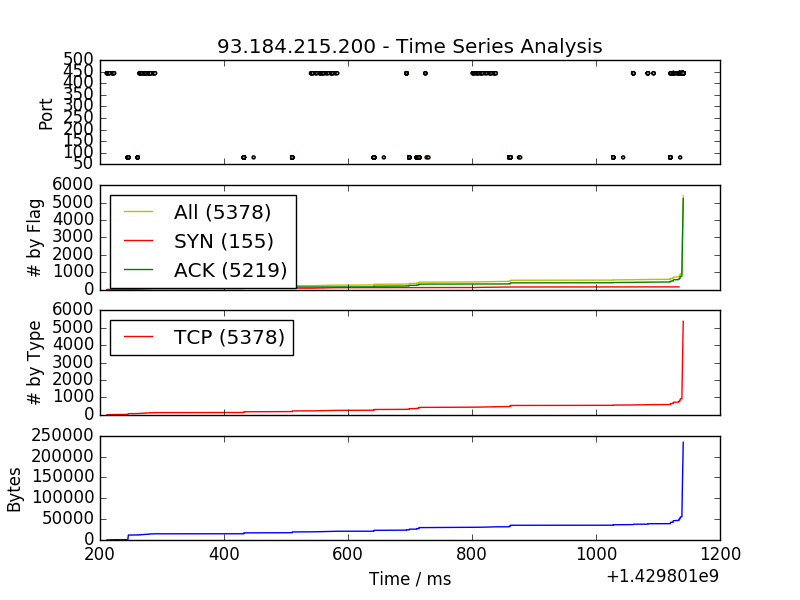 93.184.215.200 - Time Series Analysis
500
450
400
350
300
250
200
150
100
50
Port
6000
5000
4000
3000
2000
1000
0
# by Flag
All (5378)
SYN (155)
ACK (5219)
6000
5000
4000
3000
2000
1000
0
# by Type
TCP (5378)
250000
200000
150000
100000
50000
0
Bytes
200 400 600 800 1000 1200
Time / ms
+1.429801e9